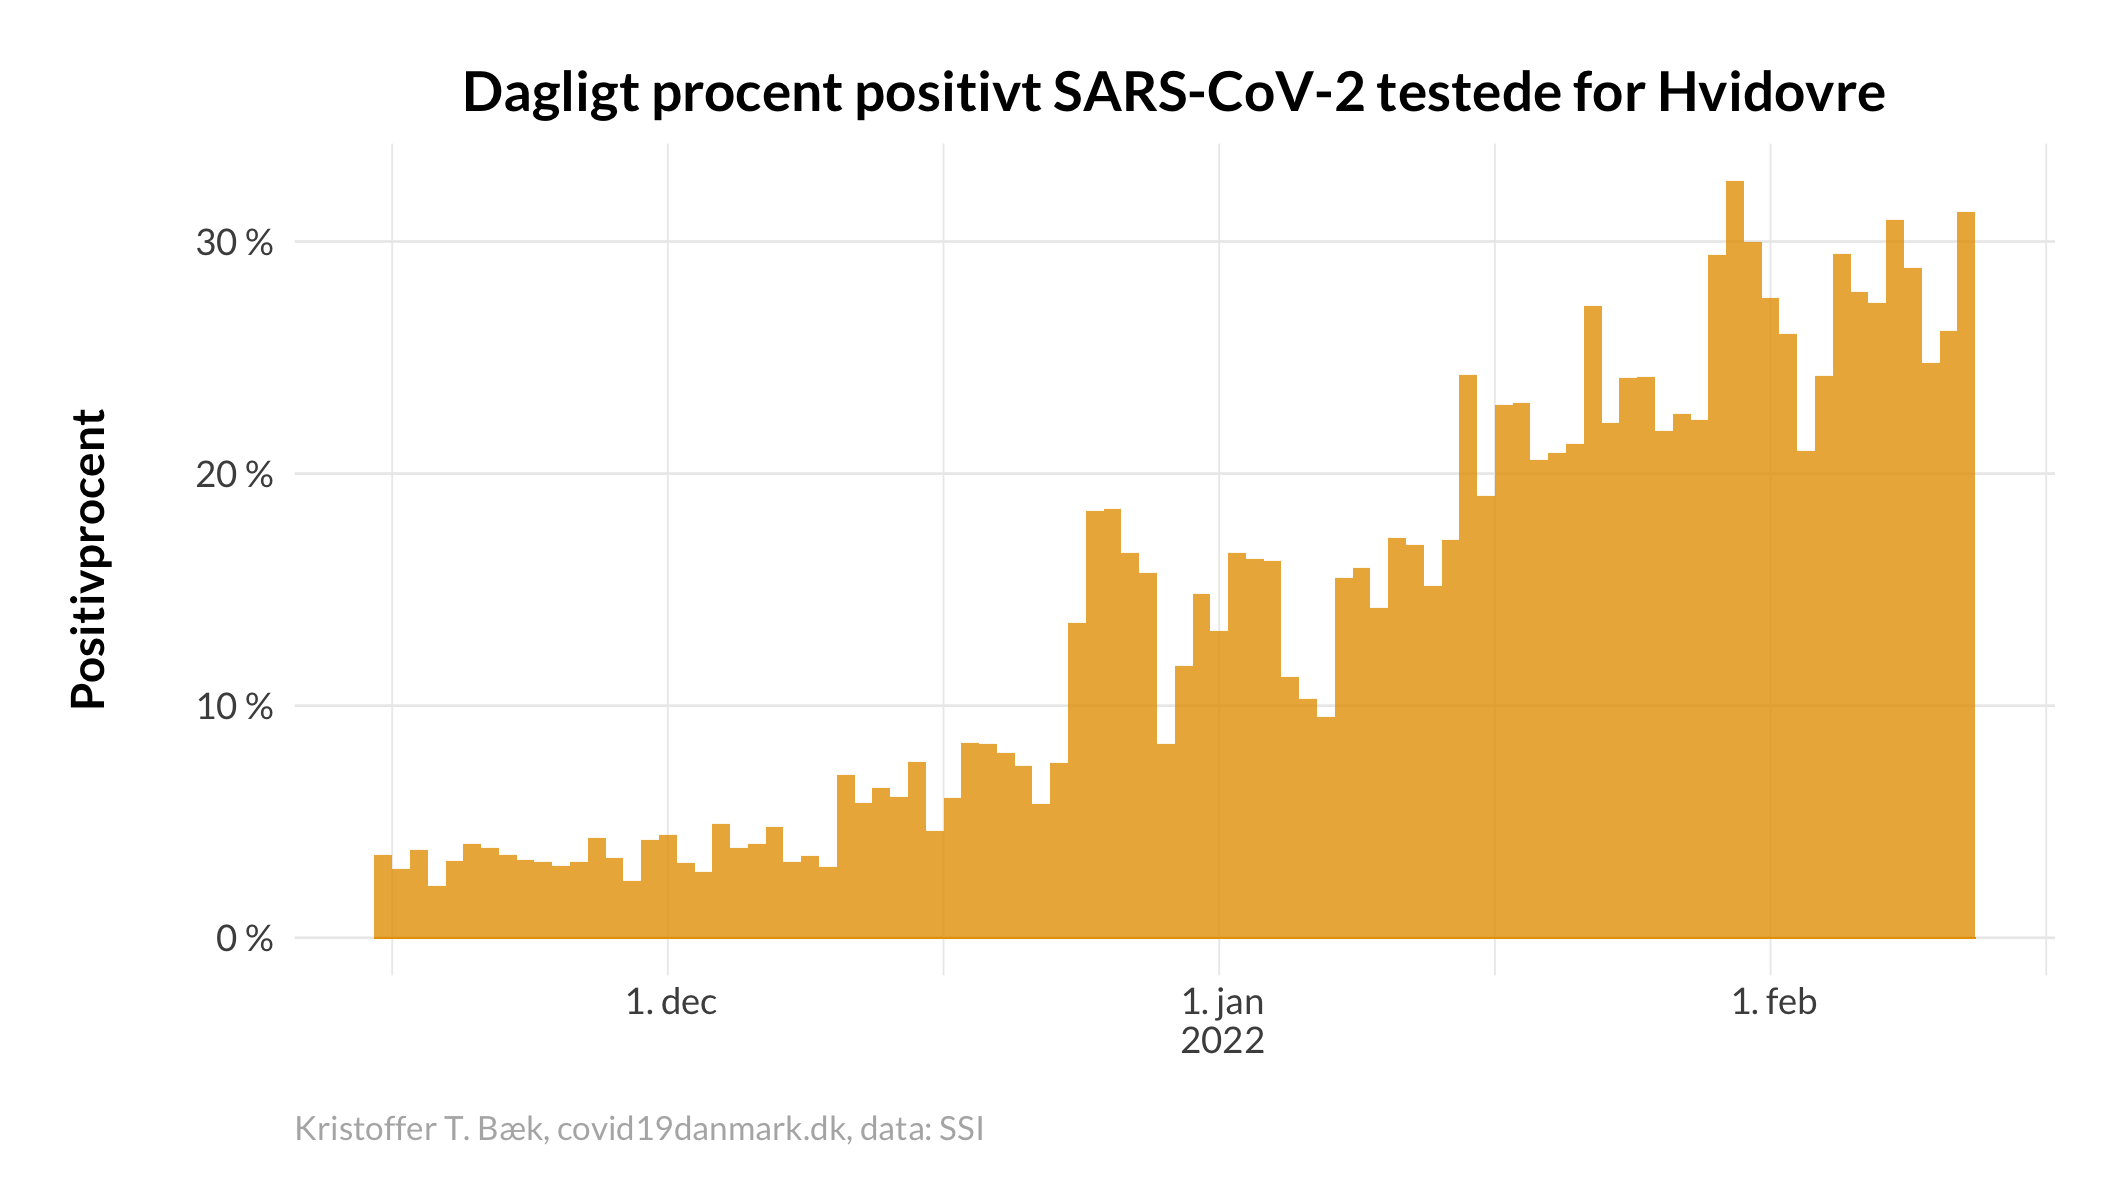 Dagligt procent positivt SARS-CoV-2 testede for Hvidovre
Positivprocent
30 %
20 %
10 %
0 %
1. dec
1. jan
2022
1. feb
Kristoffer T. Bæk, covid19danmark.dk, data: SSI